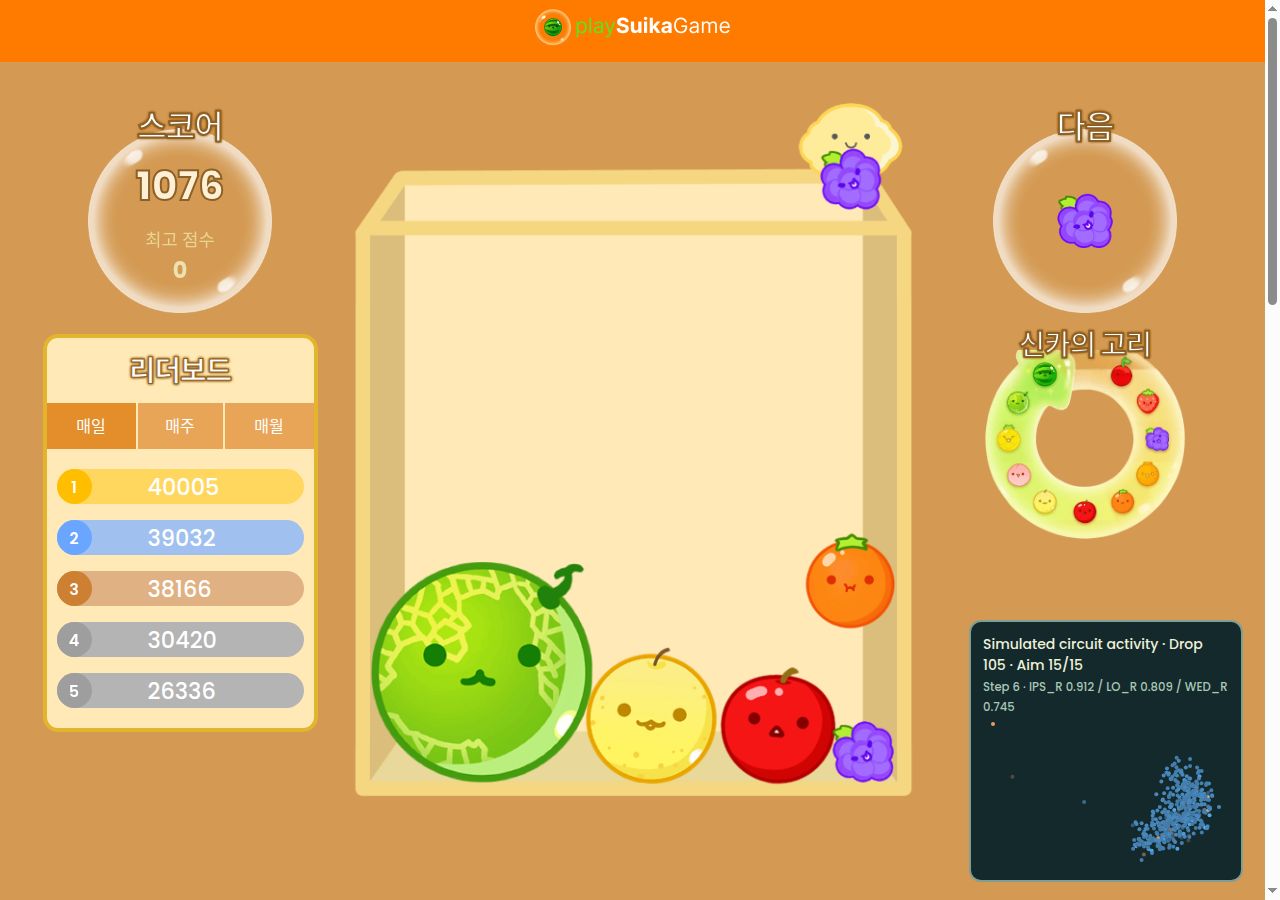 playSuikaGame
스코어
1076
최고 점수
0
다음
신카의 고리
리더보드
매일 매주 매월
1 40005
2 39032
3 38166
4 30420
5 26336
Simulated circuit activity · Drop
105 · Aim 15/15
Step 6 · IPS_R 0.912 / LO_R 0.809 / WED_R
0.745